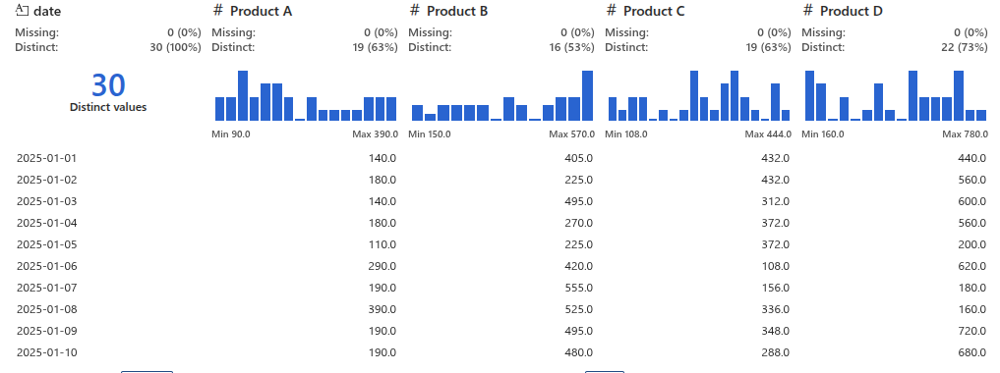 date # Product A # Product B # Product C # Product D
Missing: 0 (0%) Missing: 0 (0%) Missing: 0 (0%) Missing: 0 (0%) Missing: 0 (0%)
Distinct: 30 (100%) Distinct: 19 (63%) Distinct: 16 (53%) Distinct: 19 (63%) Distinct: 22 (73%)
30
Distinct values
Min 90.0 Max 390.0 Min 150.0 Max 570.0 Min 108.0 Max 444.0 Min 160.0 Max 780.0
2025-01-01 140.0 405.0 432.0 440.0
2025-01-02 180.0 225.0 432.0 560.0
2025-01-03 140.0 495.0 312.0 600.0
2025-01-04 180.0 270.0 372.0 560.0
2025-01-05 110.0 225.0 372.0 200.0
2025-01-06 290.0 420.0 108.0 620.0
2025-01-07 190.0 555.0 156.0 180.0
2025-01-08 390.0 525.0 336.0 160.0
2025-01-09 190.0 495.0 348.0 720.0
2025-01-10 190.0 480.0 288.0 680.0